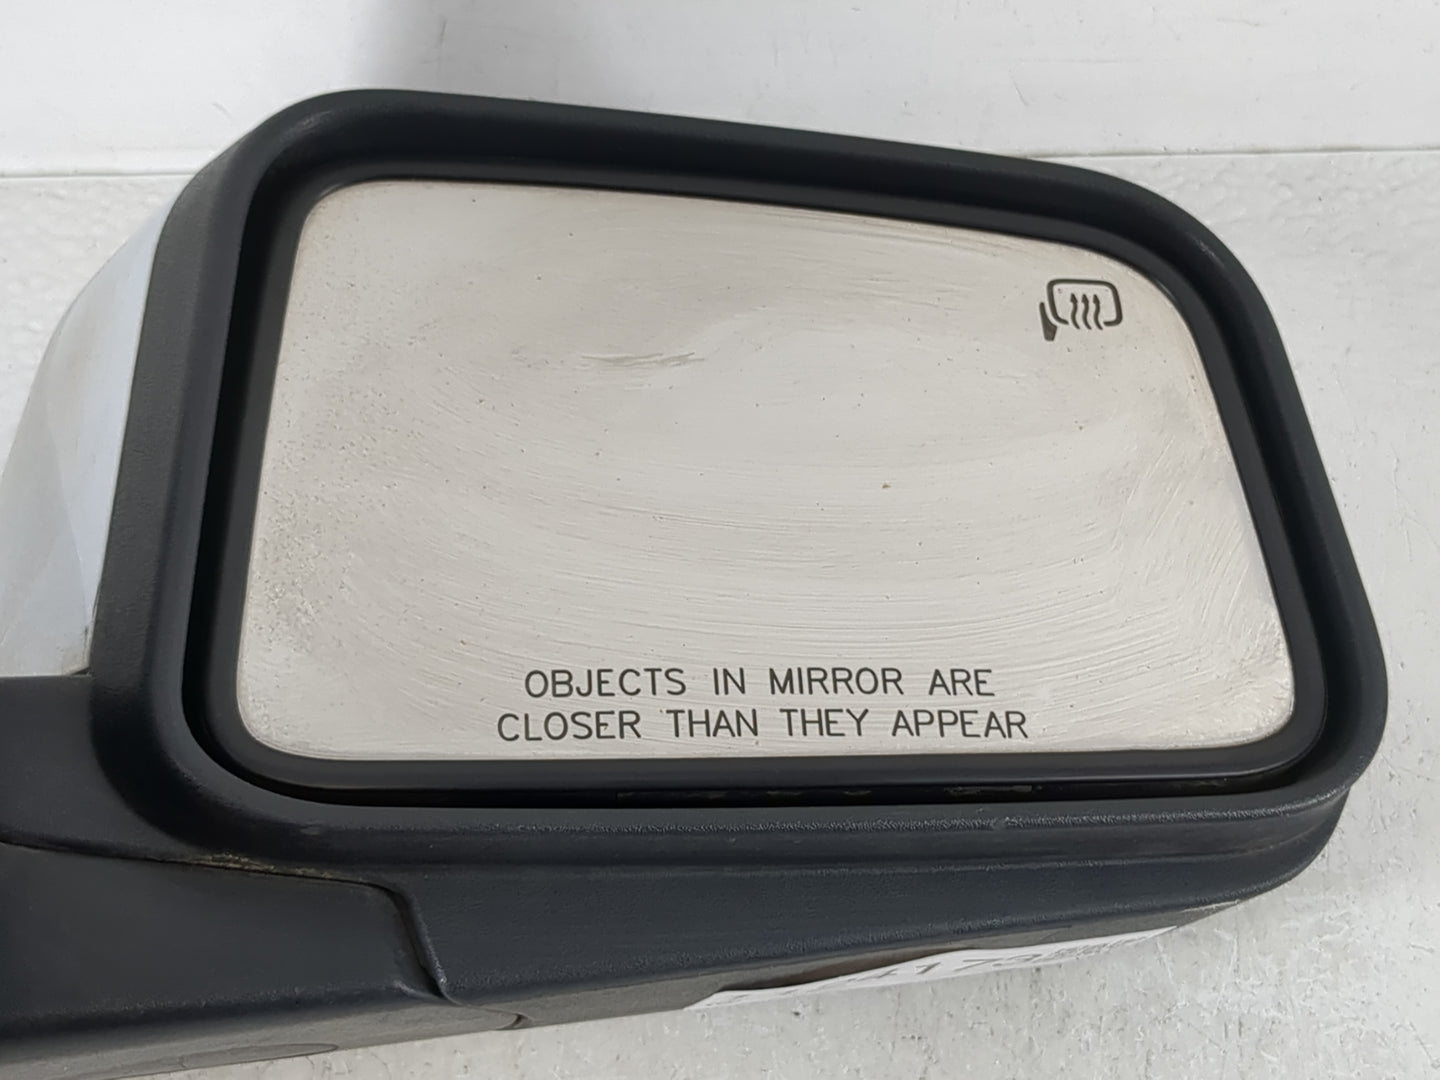 OBJECTS IN MIRROR ARE
CLOSER THAN THEY APPEAR